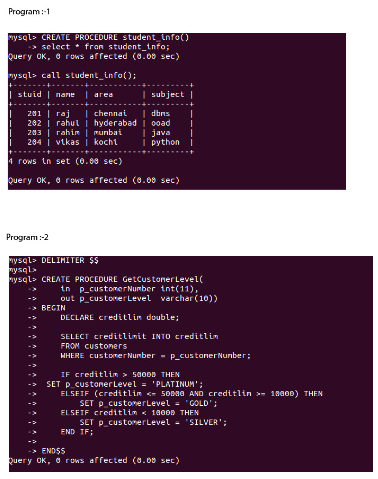 Program :-1
mysql> CREATE PROCEDURE student_info()
    -> select * from student_info;
Query OK, 0 rows affected (0.00 sec)
mysql> call student_info();
+-------+-------+-----------+---------+
| stuid | name  | area      | subject |
+-------+-------+-----------+---------+
|   201 | raj   | chennai   | dbms    |
|   202 | rahul | hyderabad | ooad    |
|   203 | rahim | munbai    | java    |
|   204 | vikas | kochi     | python  |
+-------+-------+-----------+---------+
4 rows in set (0.00 sec)
Query OK, 0 rows affected (0.00 sec)
Program :-2
mysql> DELIMITER $$
mysql>
mysql> CREATE PROCEDURE GetCustomerLevel(
    ->     in  p_customerNumber int(11),
    ->     out p_customerLevel  varchar(10))
    -> BEGIN
    ->     DECLARE creditlim double;
    ->
    ->     SELECT creditlimit INTO creditlim
    ->     FROM customers
    ->     WHERE customerNumber = p_customerNumber;
    ->
    ->     IF creditlim > 50000 THEN
    ->  SET p_customerLevel = 'PLATINUM';
    ->     ELSEIF (creditlim <= 50000 AND creditlim >= 10000) THEN
    ->         SET p_customerLevel = 'GOLD';
    ->     ELSEIF creditlim < 10000 THEN
    ->         SET p_customerLevel = 'SILVER';
    ->     END IF;
    ->
    -> END$$
Query OK, 0 rows affected (0.00 sec)